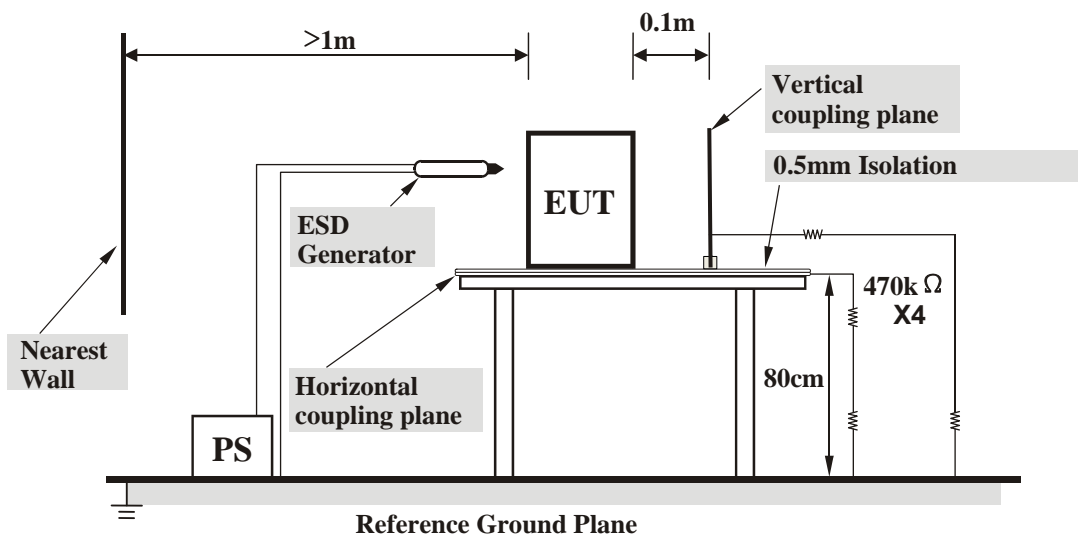 0.1m
>1m
Vertical
coupling plane
0.5mm Isolation
EUT
ESD
Generator
470k Ω
X4
Nearest
Wall
80cm
Horizontal
coupling plane
PS
Reference Ground Plane